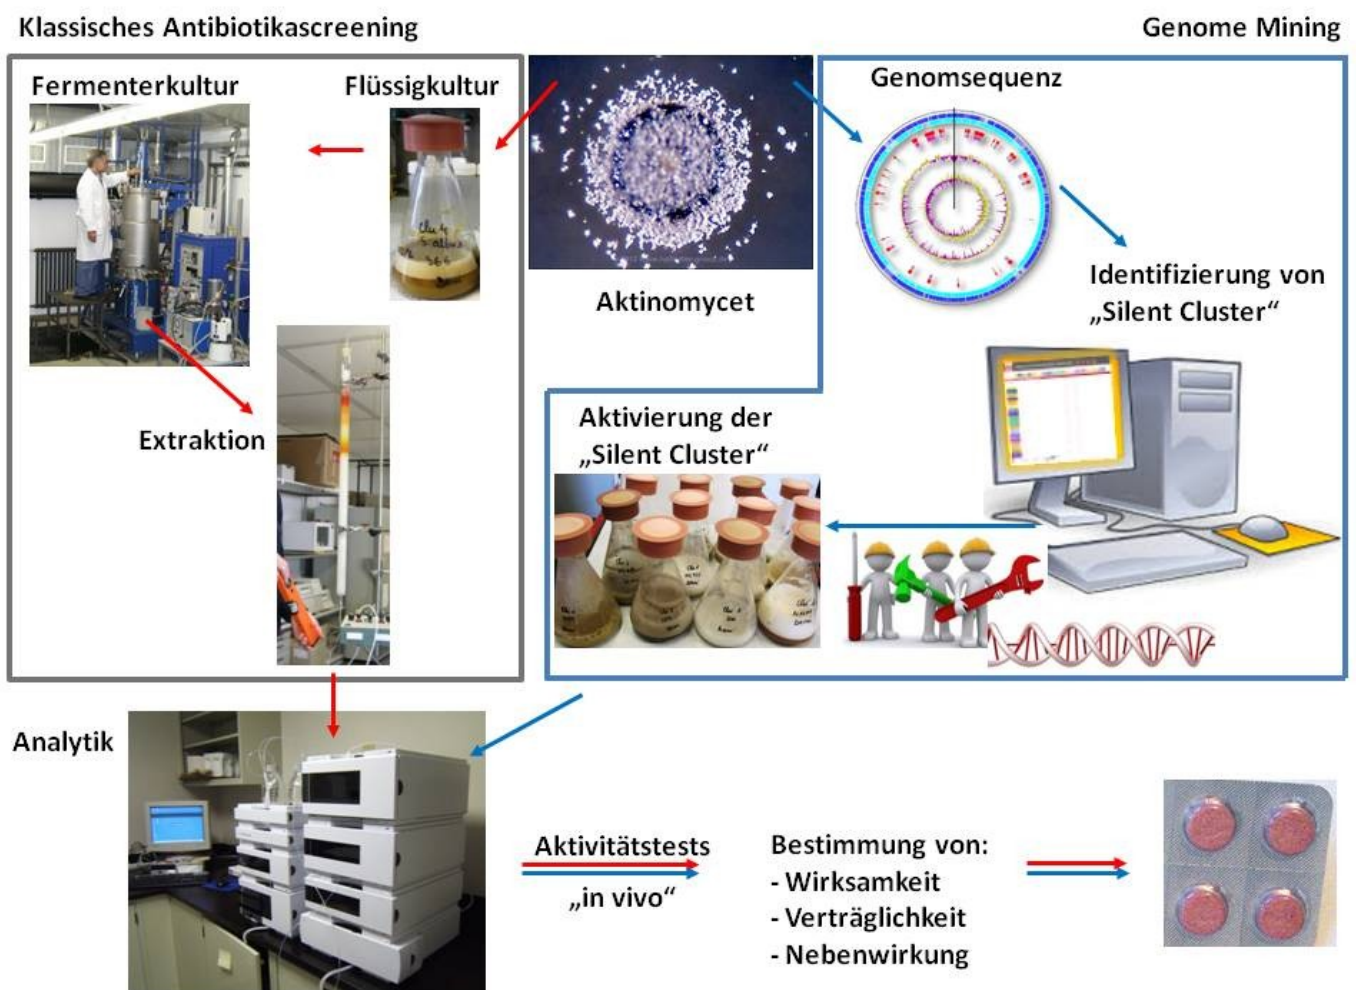 Klassisches Antibiotikascreening
Genome Mining
Fermenterkultur
Flüssigkultur
Genomsequenz
Aktinomycet
Identifizierung von
„Silent Cluster“
Extraktion
Aktivierung der
„Silent Cluster“
Analytik
Aktivitätstests
„in vivo“
Bestimmung von:
- Wirksamkeit
- Verträglichkeit
- Nebenwirkung